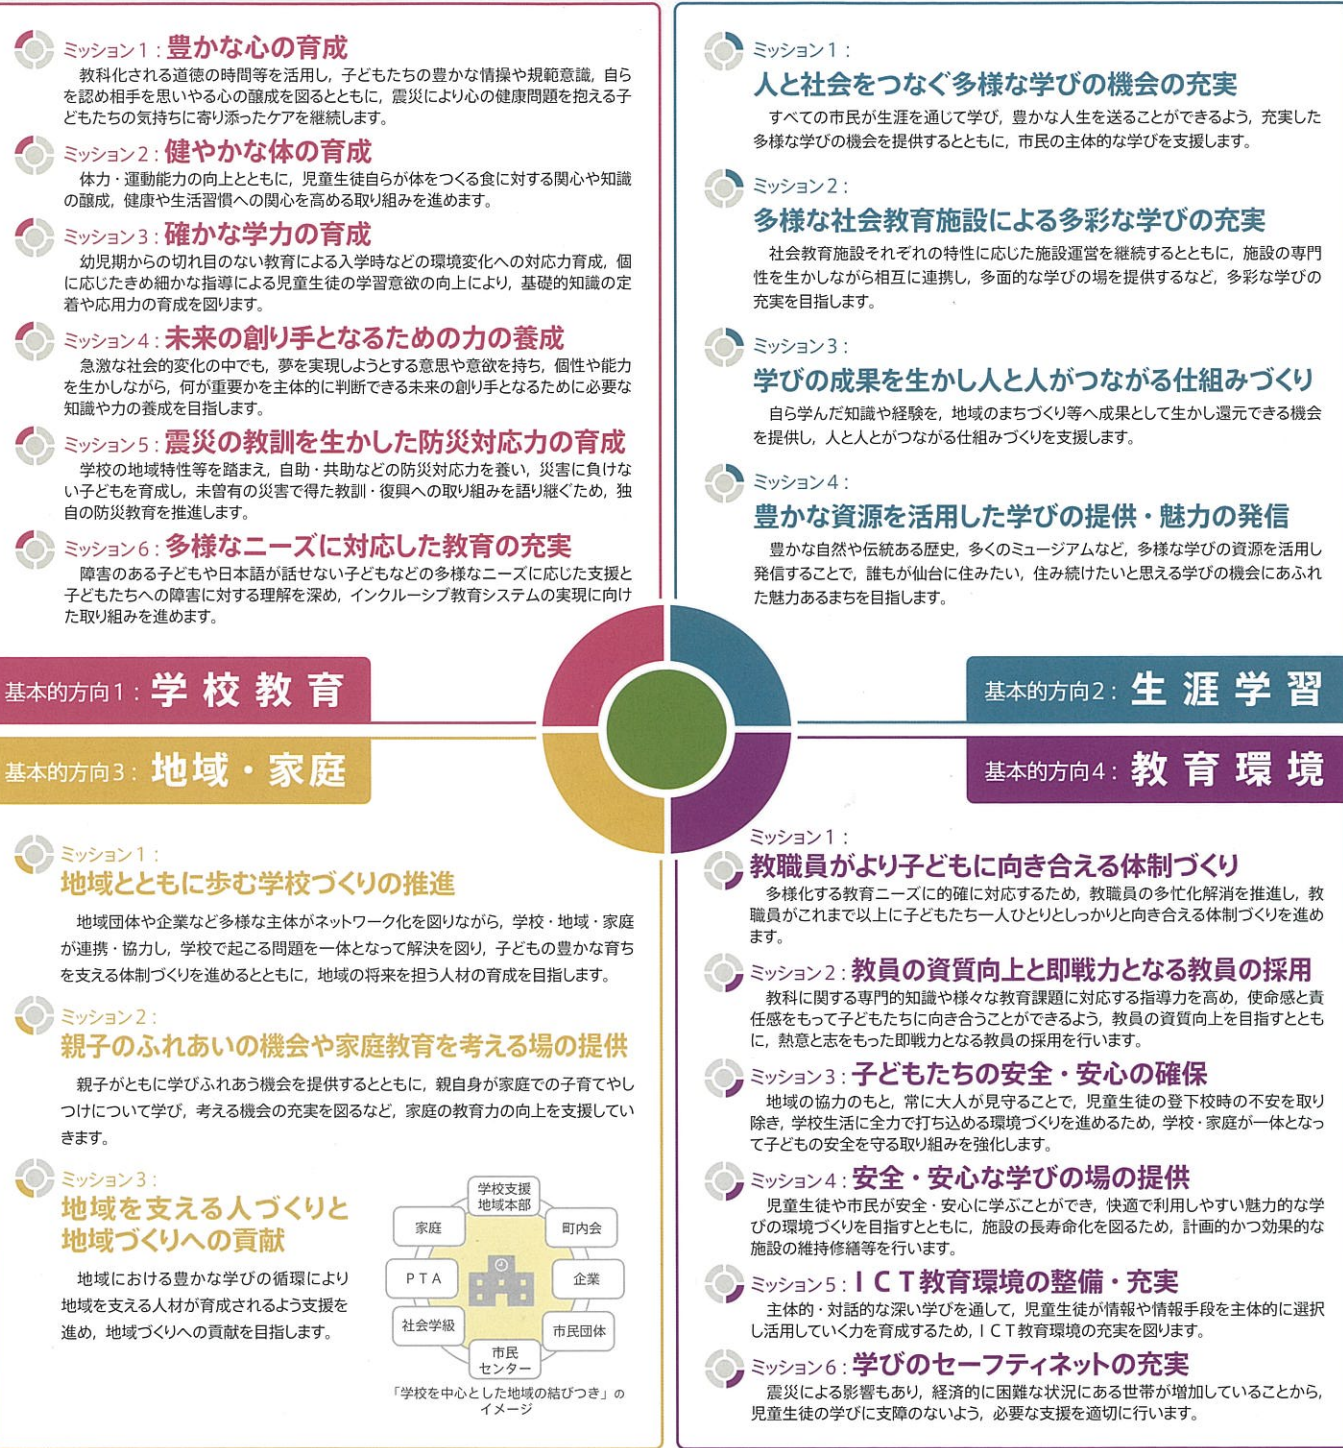 ミッション1：豊かな心の育成
教科化される道徳の時間等を活用し，子どもたちの豊かな情操や規範意識，自ら
を認め相手を思いやる心の醸成を図るとともに，震災により心の健康問題を抱える子
どもたちの気持ちに寄り添ったケアを継続します。
ミッション2：健やかな体の育成
体力・運動能力の向上とともに，児童生徒自らが体をつくる食に対する関心や知識
の醸成，健康や生活習慣への関心を高める取り組みを進めます。
ミッション3：確かな学力の育成
幼児期からの切れ目のない教育による入学時などの環境変化への対応力育成，個
に応じたきめ細かな指導による児童生徒の学習意欲の向上により，基礎的知識の定
着や応用力の育成を図ります。
ミッション4：未来の創り手となるための力の養成
急激な社会的変化の中でも，夢を実現しようとする意思や意欲を持ち，個性や能力
を生かしながら，何が重要かを主体的に判断できる未来の創り手となるために必要な
知識や力の養成を目指します。
ミッション5：震災の教訓を生かした防災対応力の育成
学校の地域特性等を踏まえ，自助・共助などの防災対応力を養い，災害に負けな
い子どもを育成し，未曽有の災害で得た教訓・復興への取り組みを語り継ぐため，独
自の防災教育を推進します。
ミッション6：多様なニーズに対応した教育の充実
障害のある子どもや日本語が話せない子どもなどの多様なニーズに応じた支援と
子どもたちへの障害に対する理解を深め，インクルーシブ教育システムの実現に向け
た取り組みを進めます。
基本的方向1：学校教育
ミッション1：
人と社会をつなぐ多様な学びの機会の充実
すべての市民が生涯を通じて学び，豊かな人生を送ることができるよう，充実した
多様な学びの機会を提供するとともに，市民の主体的な学びを支援します。
ミッション2：
多様な社会教育施設による多彩な学びの充実
社会教育施設それぞれの特性に応じた施設運営を継続するとともに，施設の専門
性を生かしながら相互に連携し，多面的な学びの場を提供するなど，多彩な学びの
充実を目指します。
ミッション3：
学びの成果を生かし人と人がつながる仕組みづくり
自ら学んだ知識や経験を，地域のまちづくり等へ成果として生かし還元できる機会
を提供し，人と人とがつながる仕組みづくりを支援します。
ミッション4：
豊かな資源を活用した学びの提供・魅力の発信
豊かな自然や伝統ある歴史，多くのミュージアムなど，多様な学びの資源を活用し
発信することで，誰もが仙台に住みたい，住み続けたいと思える学びの機会にあふれ
た魅力あるまちを目指します。
基本的方向2：生涯学習
基本的方向3：地域・家庭
ミッション1：
地域とともに歩む学校づくりの推進
地域団体や企業など多様な主体がネットワーク化を図りながら，学校・地域・家庭
が連携・協力し，学校で起こる問題を一体となって解決を図り，子どもの豊かな育ち
を支える体制づくりを進めるとともに，地域の将来を担う人材の育成を目指します。
ミッション2：
親子のふれあいの機会や家庭教育を考える場の提供
親子がともに学びふれあう機会を提供するとともに，親自身が家庭での子育てやし
つけについて学び，考える機会の充実を図るなど，家庭の教育力の向上を支援してい
きます。
ミッション3：
地域を支える人づくりと
地域づくりへの貢献
地域における豊かな学びの循環により
地域を支える人材が育成されるよう支援を
進め，地域づくりへの貢献を目指します。
学校支援
地域本部
家庭
町内会
PTA
企業
社会学級
市民団体
市民
センター
「学校を中心とした地域の結びつき」の
イメージ
基本的方向4：教育環境
ミッション1：
教職員がより子どもに向き合える体制づくり
多様化する教育ニーズに的確に対応するため，教職員の多忙化解消を推進し，教
職員がこれまで以上に子どもたち一人ひとりとしっかりと向き合える体制づくりを進め
ます。
ミッション2：教員の資質向上と即戦力となる教員の採用
教科に関する専門的知識や様々な教育課題に対応する指導力を高め，使命感と責
任感をもって子どもたちに向き合うことができるよう，教員の資質向上を目指すととも
に，熱意と志をもった即戦力となる教員の採用を行います。
ミッション3：子どもたちの安全・安心の確保
地域の協力のもと，常に大人が見守ることで，児童生徒の登下校時の不安を取り
除き，学校生活に全力で打ち込める環境づくりを進めるため，学校・家庭が一体となっ
て子どもの安全を守る取り組みを強化します。
ミッション4：安全・安心な学びの場の提供
児童生徒や市民が安全・安心に学ぶことができ，快適で利用しやすい魅力的な学
びの環境づくりを目指すとともに，施設の長寿命化を図るため，計画的かつ効果的な
施設の維持修繕等を行います。
ミッション5：ＩＣＴ教育環境の整備・充実
主体的・対話的な深い学びを通して，児童生徒が情報や情報手段を主体的に選択
し活用していく力を育成するため，ＩＣＴ教育環境の充実を図ります。
ミッション6：学びのセーフティネットの充実
震災による影響もあり，経済的に困難な状況にある世帯が増加していることから，
児童生徒の学びに支障のないよう，必要な支援を適切に行います。